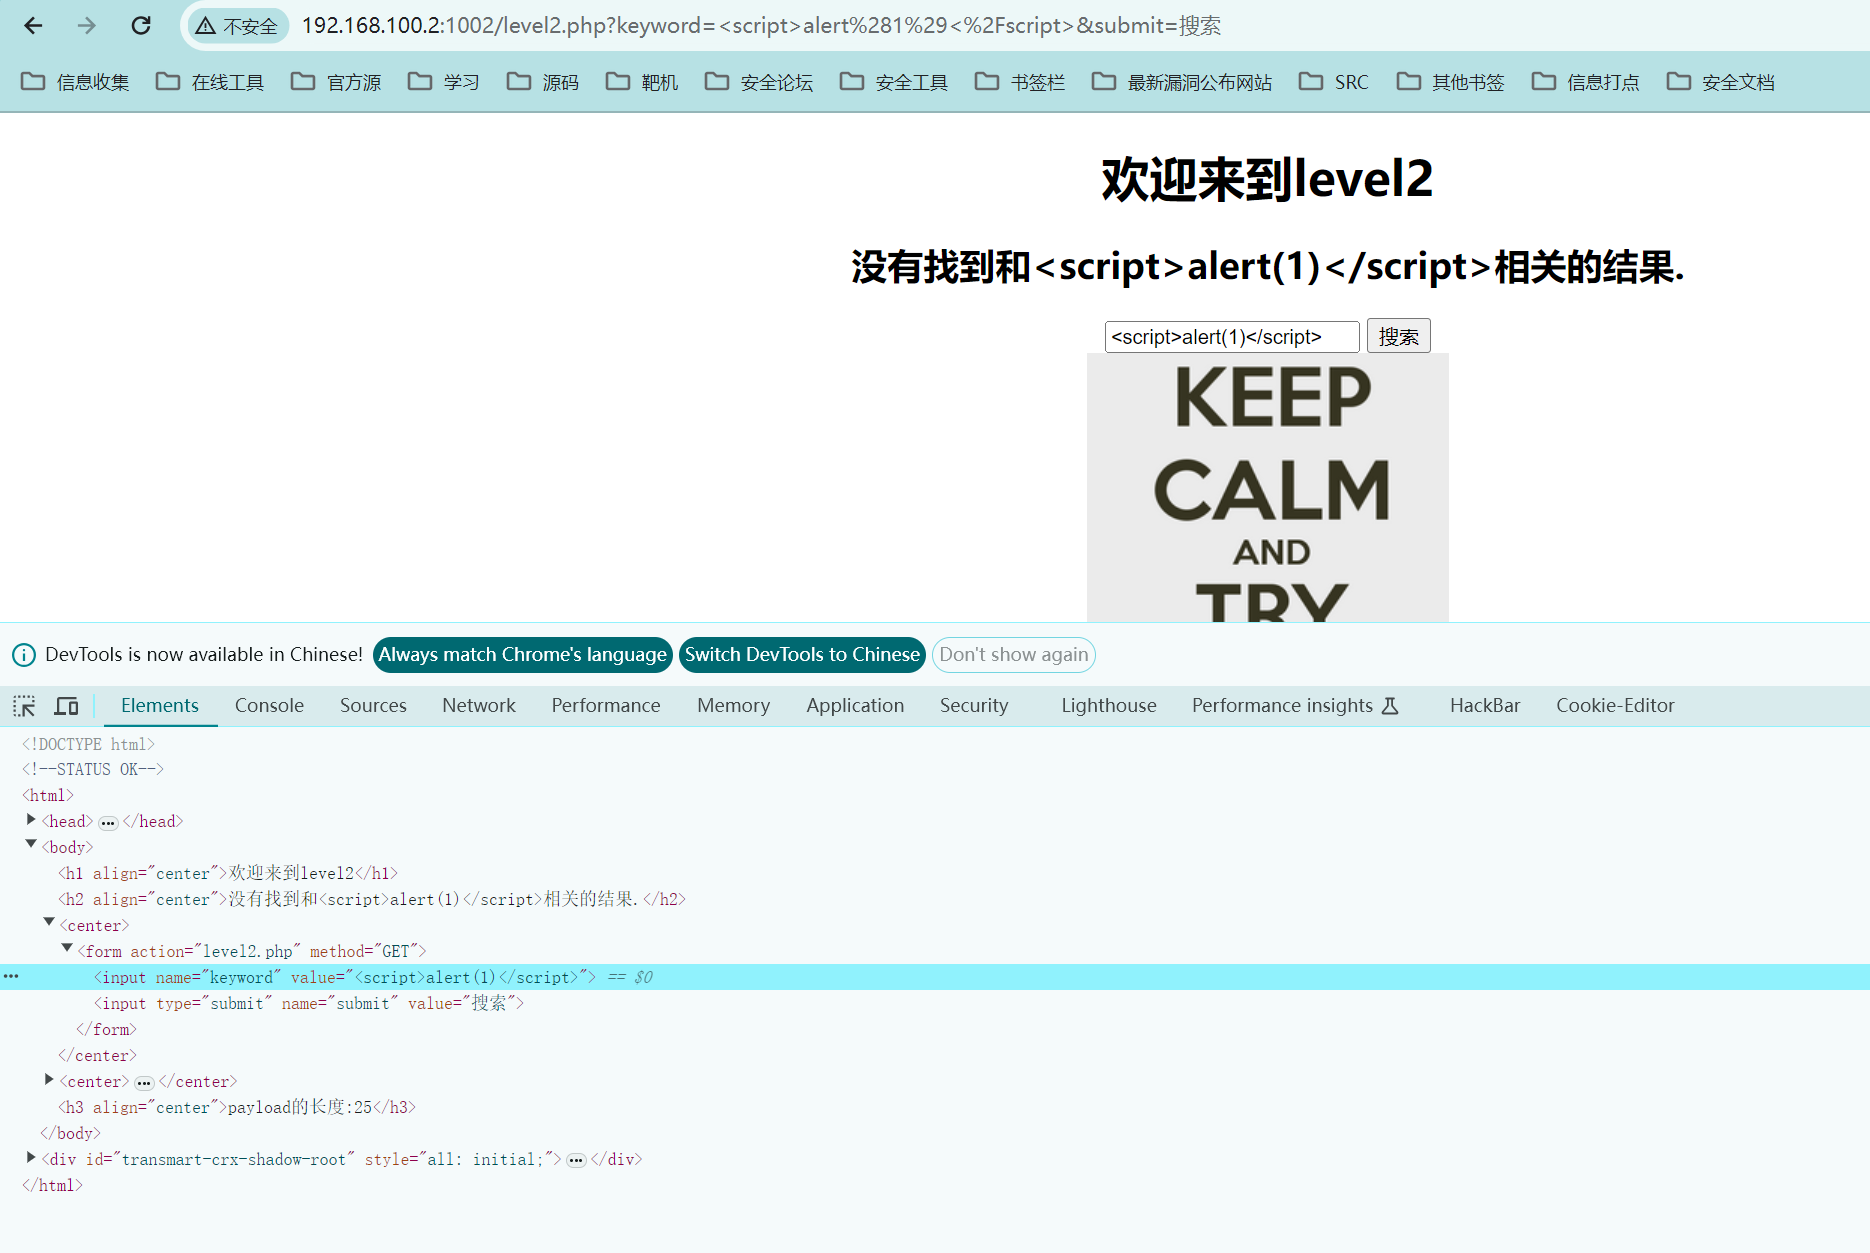 不安全 192.168.100.2:1002/level2.php?keyword=<script>alert%281%29<%2Fscript>&submit=搜索
信息收集 在线工具 官方源 学习 源码 靶机 安全论坛 安全工具 书签栏 最新漏洞公布网站 SRC 其他书签 信息打点 安全文档
欢迎来到level2
没有找到和<script>alert(1)</script>相关的结果.
<script>alert(1)</script> 搜索
KEEP
CALM
AND
TRY
DevTools is now available in Chinese! Always match Chrome's language Switch DevTools to Chinese Don't show again
Elements Console Sources Network Performance Memory Application Security Lighthouse Performance insights HackBar Cookie-Editor
<!DOCTYPE html>
<!--STATUS OK-->
<html>
<head> ••• </head>
<body>
<h1 align="center">欢迎来到level2</h1>
<h2 align="center">没有找到和<script>alert(1)</script>相关的结果.</h2>
<center>
<form action="level2.php" method="GET">
••• <input name="keyword" value="<script>alert(1)</script>"> == $0
<input type="submit" name="submit" value="搜索">
</form>
</center>
<center> ••• </center>
<h3 align="center">payload的长度:25</h3>
</body>
<div id="transmart-crx-shadow-root" style="all: initial;"> ••• </div>
</html>